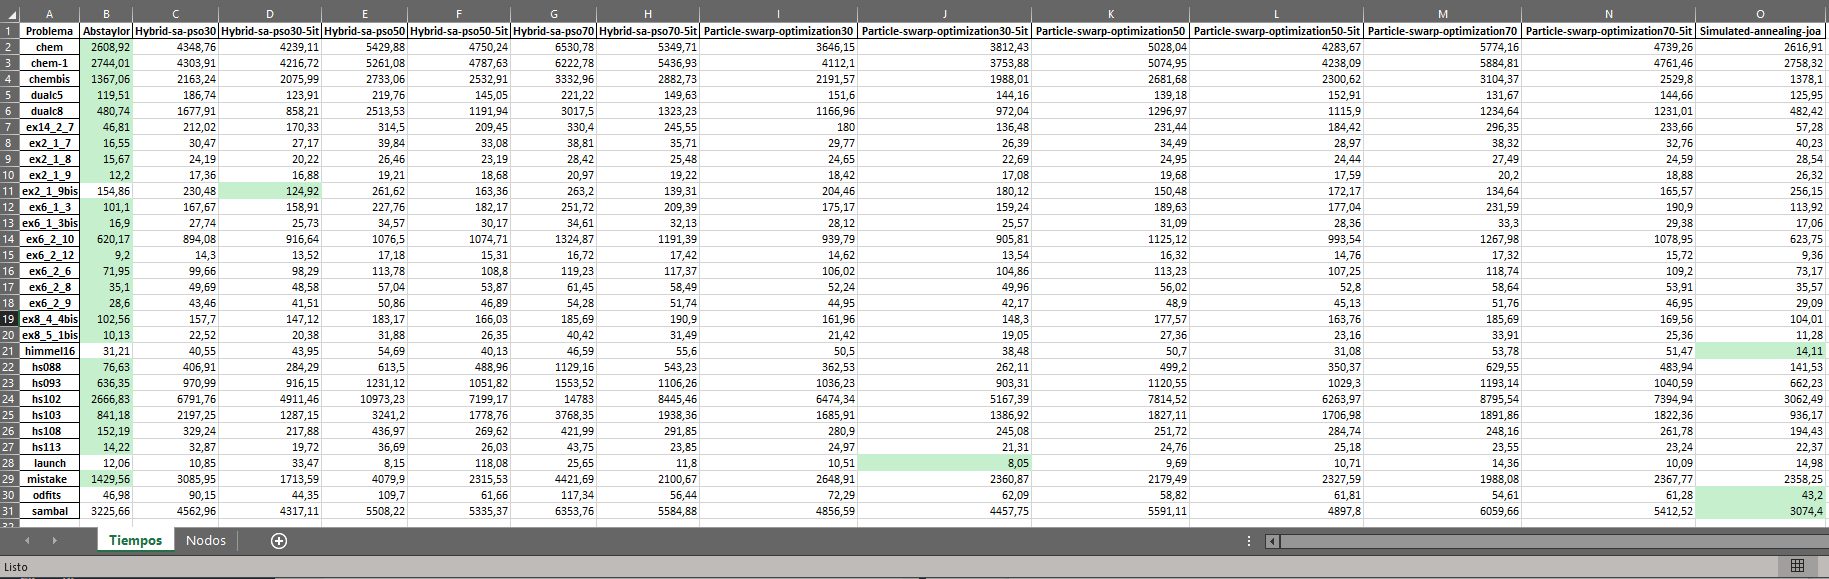 A B C D E F G H I J K L M N O
1 Problema Abstaylor Hybrid-sa-pso30 Hybrid-sa-pso30-5it Hybrid-sa-pso50 Hybrid-sa-pso50-5it Hybrid-sa-pso70 Hybrid-sa-pso70-5it Particle-swarp-optimization30 Particle-swarp-optimization30-5it Particle-swarp-optimization50 Particle-swarp-optimization50-5it Particle-swarp-optimization70 Particle-swarp-optimization70-5it Simulated-annealing-joa
2 chem 2608,92 4348,76 4239,11 5429,88 4750,24 6530,78 5349,71 3646,15 3812,43 5028,04 4283,67 5774,16 4739,26 2616,91
3 chem-1 2744,01 4303,91 4216,72 5261,08 4787,63 6222,78 5436,93 4112,1 3753,88 5074,95 4238,09 5884,81 4761,46 2758,32
4 chembis 1367,06 2163,24 2075,99 2733,06 2532,91 3332,96 2882,73 2191,57 1988,01 2681,68 2300,62 3104,37 2529,8 1378,1
5 dualc5 119,51 186,74 123,91 219,76 145,05 221,22 149,63 151,6 144,16 139,18 152,91 131,67 144,66 125,95
6 dualc8 480,74 1677,91 858,21 2513,53 1191,94 3017,5 1323,23 1166,96 972,04 1296,97 1115,9 1234,64 1231,01 482,42
7 ex14_2_7 46,81 212,02 170,33 314,5 209,45 330,4 245,55 180 136,48 231,44 184,42 296,35 233,66 57,28
8 ex2_1_7 16,55 30,47 27,17 39,84 33,08 38,81 35,71 29,77 26,39 34,49 28,97 38,32 32,76 40,23
9 ex2_1_8 15,67 24,19 20,22 26,46 23,19 28,42 25,48 24,65 22,69 24,95 24,44 27,49 24,59 28,54
10 ex2_1_9 12,2 17,36 16,88 19,21 18,68 20,97 19,22 18,42 17,08 19,68 17,59 20,2 18,88 26,32
11 ex2_1_9bis 154,86 230,48 124,92 261,62 163,36 263,2 139,31 204,46 180,12 150,48 172,17 134,64 165,57 256,15
12 ex6_1_3 101,1 167,67 158,91 227,76 182,17 251,72 209,39 175,17 159,24 189,63 177,04 231,59 190,9 113,92
13 ex6_1_3bis 16,9 27,74 25,73 34,57 30,17 34,61 32,13 28,12 25,57 31,09 28,36 33,3 29,38 17,06
14 ex6_2_10 620,17 894,08 916,64 1076,5 1074,71 1324,87 1191,39 939,79 905,81 1125,12 993,54 1267,98 1078,95 623,75
15 ex6_2_12 9,2 14,3 13,52 17,18 15,31 16,72 17,42 14,62 13,54 16,32 14,76 17,32 15,72 9,36
16 ex6_2_6 71,95 99,66 98,29 113,78 108,8 119,23 117,37 106,02 104,86 113,23 107,25 118,74 109,2 73,17
17 ex6_2_8 35,1 49,69 48,58 57,04 53,87 61,45 58,49 52,24 49,96 56,02 52,8 58,64 53,91 35,57
18 ex6_2_9 28,6 43,46 41,51 50,86 46,89 54,28 51,74 44,95 42,17 48,9 45,13 51,76 46,95 29,09
19 ex8_4_4bis 102,56 157,7 147,12 183,17 166,03 185,69 190,9 161,96 148,3 177,57 163,76 185,69 169,56 104,01
20 ex8_5_1bis 10,13 22,52 20,38 31,88 26,35 40,42 31,49 21,42 19,05 27,36 23,16 33,91 25,36 11,28
21 himmel16 31,21 40,55 43,95 54,69 40,13 46,59 55,6 50,5 38,48 50,7 31,08 53,78 51,47 14,11
22 hs088 76,63 406,91 284,29 613,5 488,96 1129,16 543,23 362,53 262,11 499,2 350,37 629,55 483,94 141,53
23 hs093 636,35 970,99 916,15 1231,12 1051,82 1553,52 1106,26 1036,23 903,31 1120,55 1029,3 1193,14 1040,59 662,23
24 hs102 2666,83 6791,76 4911,46 10973,23 7199,17 14783 8445,46 6474,34 5167,39 7814,52 6263,97 8795,54 7394,94 3062,49
25 hs103 841,18 2197,25 1287,15 3241,2 1778,76 3768,35 1938,36 1685,91 1386,92 1827,11 1706,98 1891,86 1822,36 936,17
26 hs108 152,19 329,24 217,88 436,97 269,62 421,99 291,85 280,9 245,08 251,72 284,74 248,16 261,78 194,43
27 hs113 14,22 32,87 19,72 36,69 26,03 43,75 23,85 24,97 21,31 24,76 25,18 23,55 23,24 22,37
28 launch 12,06 10,85 33,47 8,15 118,08 25,65 11,8 10,51 8,05 9,69 10,71 14,36 10,09 14,98
29 mistake 1429,56 3085,95 1713,59 4079,9 2315,53 4421,69 2100,67 2648,91 2360,87 2179,49 2327,59 1988,08 2367,77 2358,25
30 odfits 46,98 90,15 44,35 109,7 61,66 117,34 56,44 72,29 62,09 58,82 61,81 54,61 61,28 43,2
31 sambal 3225,66 4562,96 4317,11 5508,22 5335,37 6353,76 5584,88 4856,59 4457,75 5591,11 4897,8 6059,66 5412,52 3074,4
Tiempos Nodos
Listo